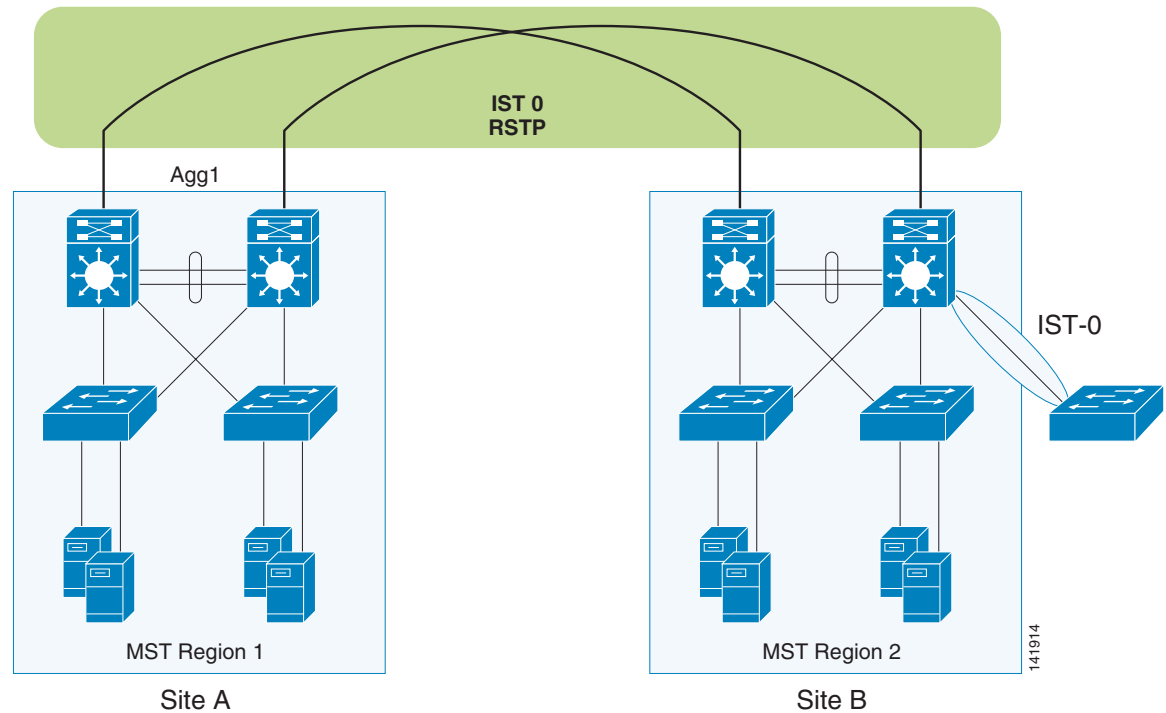 IST 0
RSTP
Agg1
IST-0
MST Region 1
MST Region 2
141914
Site A
Site B